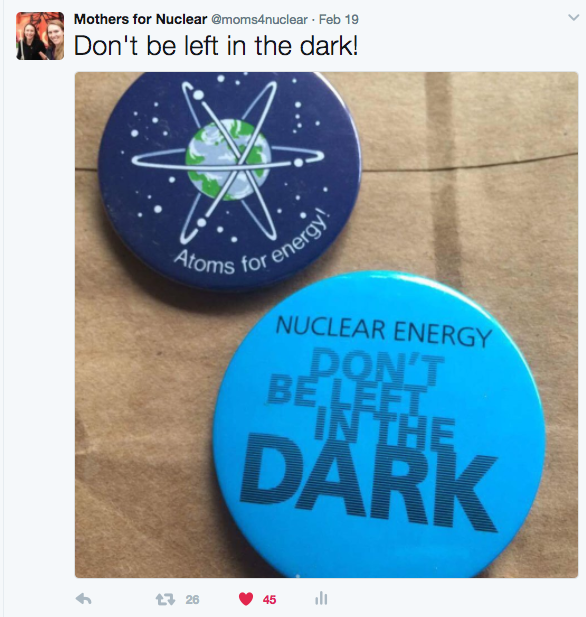 Mothers for Nuclear @moms4nuclear · Feb 19
Don't be left in the dark!
Atoms for energy!
NUCLEAR ENERGY
DON'T
BE LEFT
IN THE
DARK
26
45